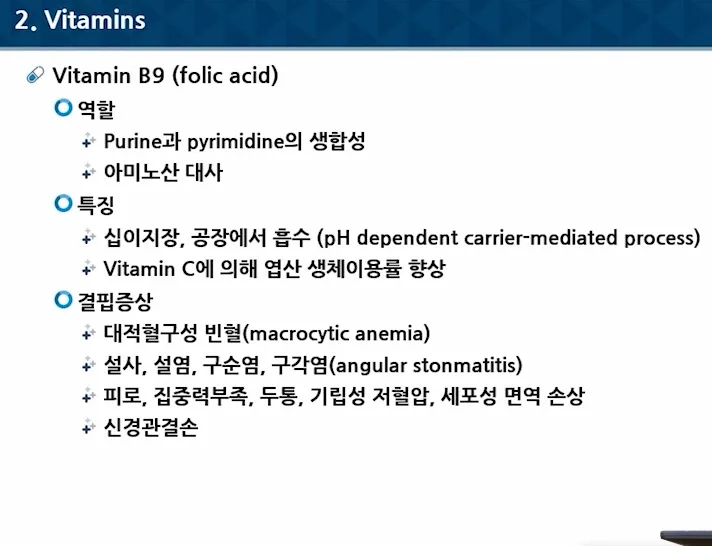 2. Vitamins
Vitamin B9 (folic acid)
역할
Purine과 pyrimidine의 생합성
아미노산 대사
특징
십이지장, 공장에서 흡수 (pH dependent carrier-mediated process)
Vitamin C에 의해 엽산 생체이용률 향상
결핍증상
대적혈구성 빈혈(macrocytic anemia)
설사, 설염, 구순염, 구각염(angular stonmatitis)
피로, 집중력부족, 두통, 기립성 저혈압, 세포성 면역 손상
신경관결손